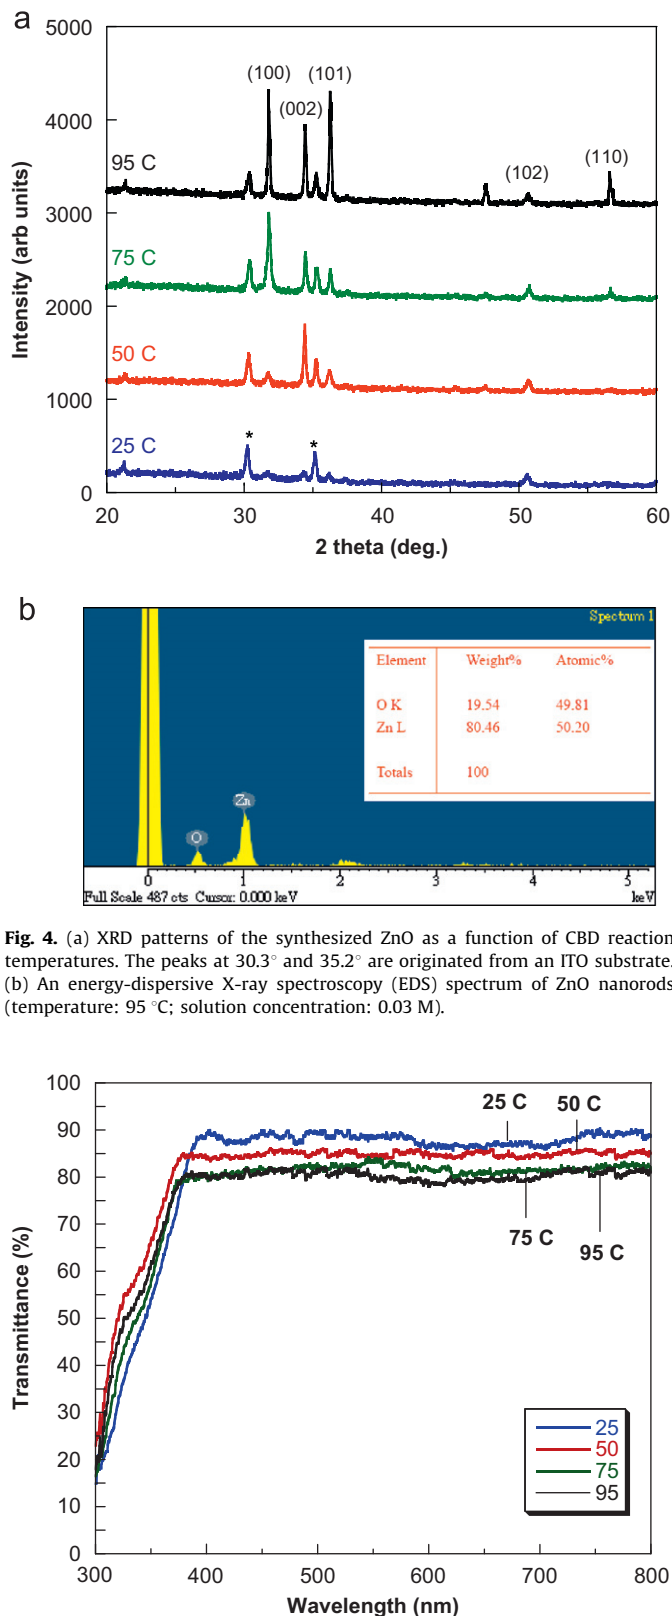 a
5000
4000
3000
2000
1000
0
Intensity (arb units)
(100)
(002)
(101)
(102)
(110)
95 C
75 C
50 C
25 C
*
*
20
30
40
50
60
2 theta (deg.)
b
Spectrum 1
Element Weight% Atomic%
O K 19.54 49.81
Zn L 80.46 50.20
Totals 100
O
Zn
0 1 2 3 4 5
Full Scale 487 cts Cursor: 0.000 keV keV
Fig. 4. (a) XRD patterns of the synthesized ZnO as a function of CBD reaction
temperatures. The peaks at 30.3° and 35.2° are originated from an ITO substrate.
(b) An energy-dispersive X-ray spectroscopy (EDS) spectrum of ZnO nanorods
(temperature: 95 °C; solution concentration: 0.03 M).
100
90
80
70
60
50
40
30
20
10
0
Transmittance (%)
25 C
50 C
75 C
95 C
25
50
75
95
300
400
500
600
700
800
Wavelength (nm)